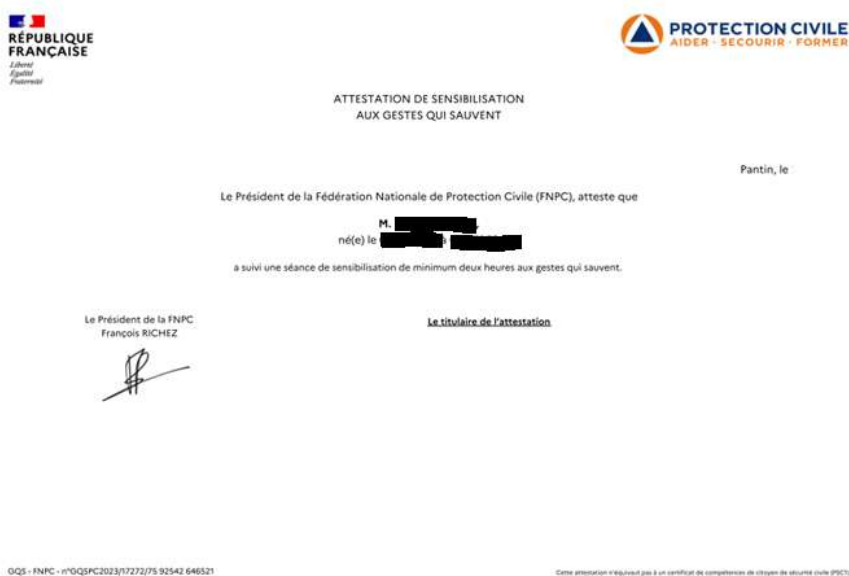 RÉPUBLIQUE
FRANÇAISE
Liberté
Égalité
Fraternité
PROTECTION CIVILE
AIDER - SECOURIR - FORMER
ATTESTATION DE SENSIBILISATION
AUX GESTES QUI SAUVENT
Pantin, le
Le Président de la Fédération Nationale de Protection Civile (FNPC), atteste que
M.
né(e) le
a suivi une séance de sensibilisation de minimum deux heures aux gestes qui sauvent.
Le Président de la FNPC
François RICHEZ
Le titulaire de l'attestation
GQS - FNPC - n°GQSPC2023/17272/75 92542 646521
Cette attestation n'équivaut pas à un certificat de compétences de citoyen de sécurité civile (PSC1)